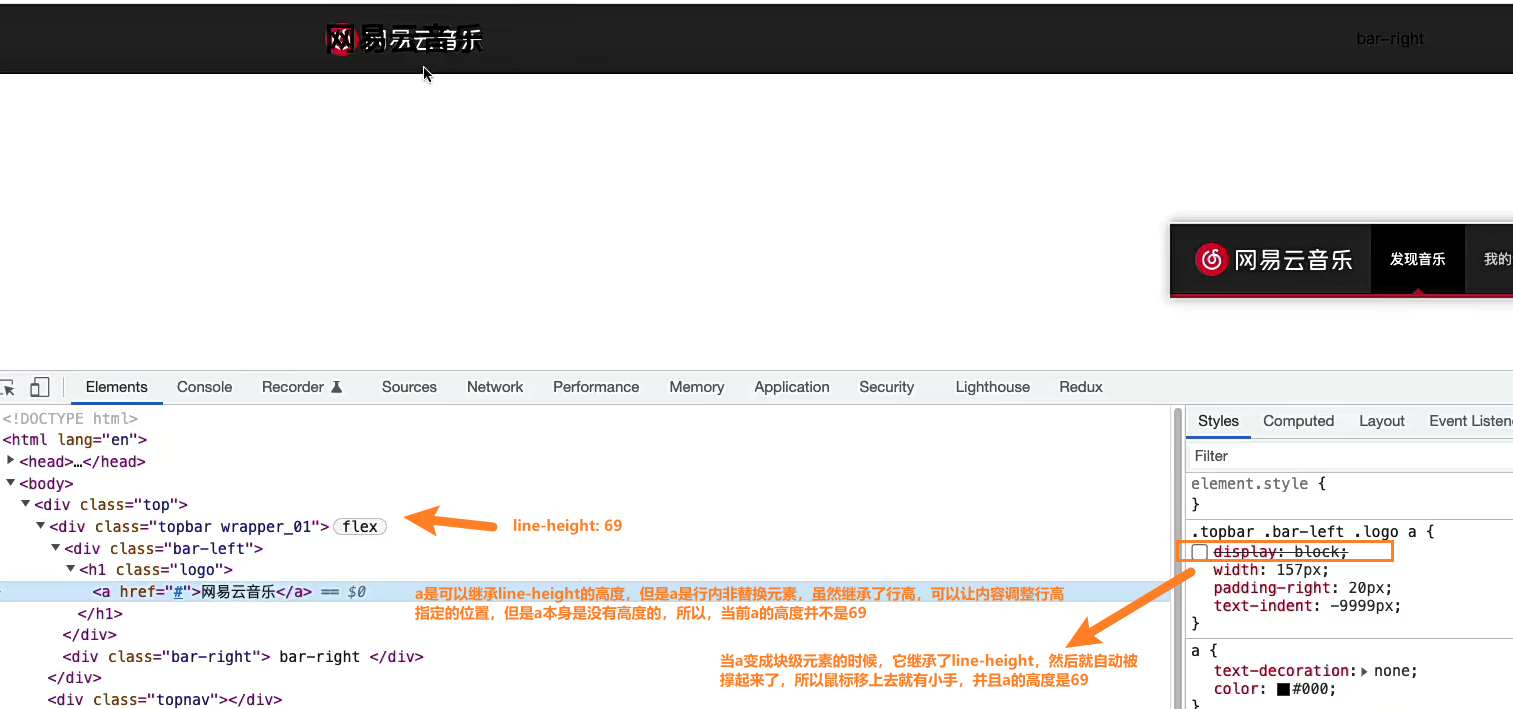 网易云音乐
网易云音乐
bar-right
网易云音乐
发现音乐
我的
Elements Console Recorder Sources Network Performance Memory Application Security Lighthouse Redux
<!DOCTYPE html>
<html lang="en">
<head>…</head>
<body>
<div class="top">
<div class="topbar wrapper_01"> flex
line-height: 69
<div class="bar-left">
<h1 class="logo">
<a href="#">网易云音乐</a> == $0
a是可以继承line-height的高度，但是a是行内非替换元素，虽然继承了行高，可以让内容调整行高
指定的位置，但是a本身是没有高度的，所以，当前a的高度并不是69
</h1>
</div>
<div class="bar-right"> bar-right </div>
</div>
<div class="topnav"></div>
当a变成块级元素的时候，它继承了line-height，然后就自动被
撑起来了，所以鼠标移上去就有小手，并且a的高度是69
Styles Computed Layout Event Listen
Filter
element.style {
}
.topbar .bar-left .logo a {
display: block;
width: 157px;
padding-right: 20px;
text-indent: -9999px;
}
a {
text-decoration: none;
color: #000;
}